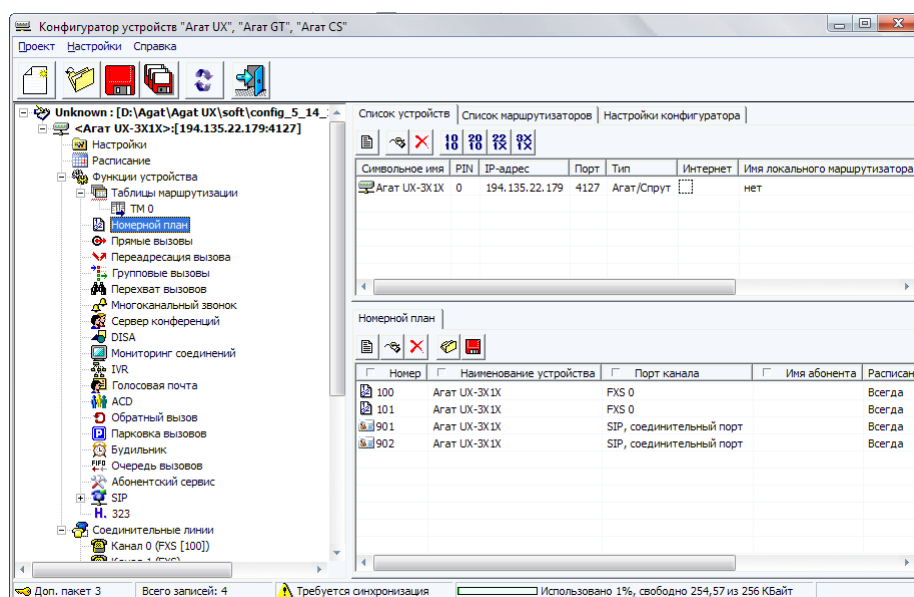 Конфигуратор устройств "Агат UX", "Агат GT", "Агат CS"
Проект Настройки Справка
Unknown : [D:\Agat\Agat UX\soft\config_5_14_
<Агат UX-3X1X>:[194.135.22.179:4127]
Настройки
Расписание
Функции устройства
Таблицы маршрутизации
ТМ 0
Номерной план
Прямые вызовы
Переадресация вызова
Групповые вызовы
Перехват вызовов
Многоканальный звонок
Сервер конференций
DISA
Мониторинг соединений
IVR
Голосовая почта
ACD
Обратный вызов
Парковка вызовов
Будильник
Очередь вызовов
Абонентский сервис
SIP
H. 323
Соединительные линии
Канал 0 (FXS [100])
Канал 1 (FXS)
Список устройств Список маршрутизаторов Настройки конфигуратора
Символьное имя PIN IP-адрес Порт Тип Интернет Имя локального маршрутизатора
Агат UX-3X1X 0 194.135.22.179 4127 Агат/Спрут нет
Номерной план
Номер Наименование устройства Порт канала Имя абонента Расписан
100 Агат UX-3X1X FXS 0 Всегда
101 Агат UX-3X1X FXS 0 Всегда
901 Агат UX-3X1X SIP, соединительный порт Всегда
902 Агат UX-3X1X SIP, соединительный порт Всегда
Доп. пакет 3 Всего записей: 4 Требуется синхронизация Использовано 1%, свободно 254,57 из 256 КБайт